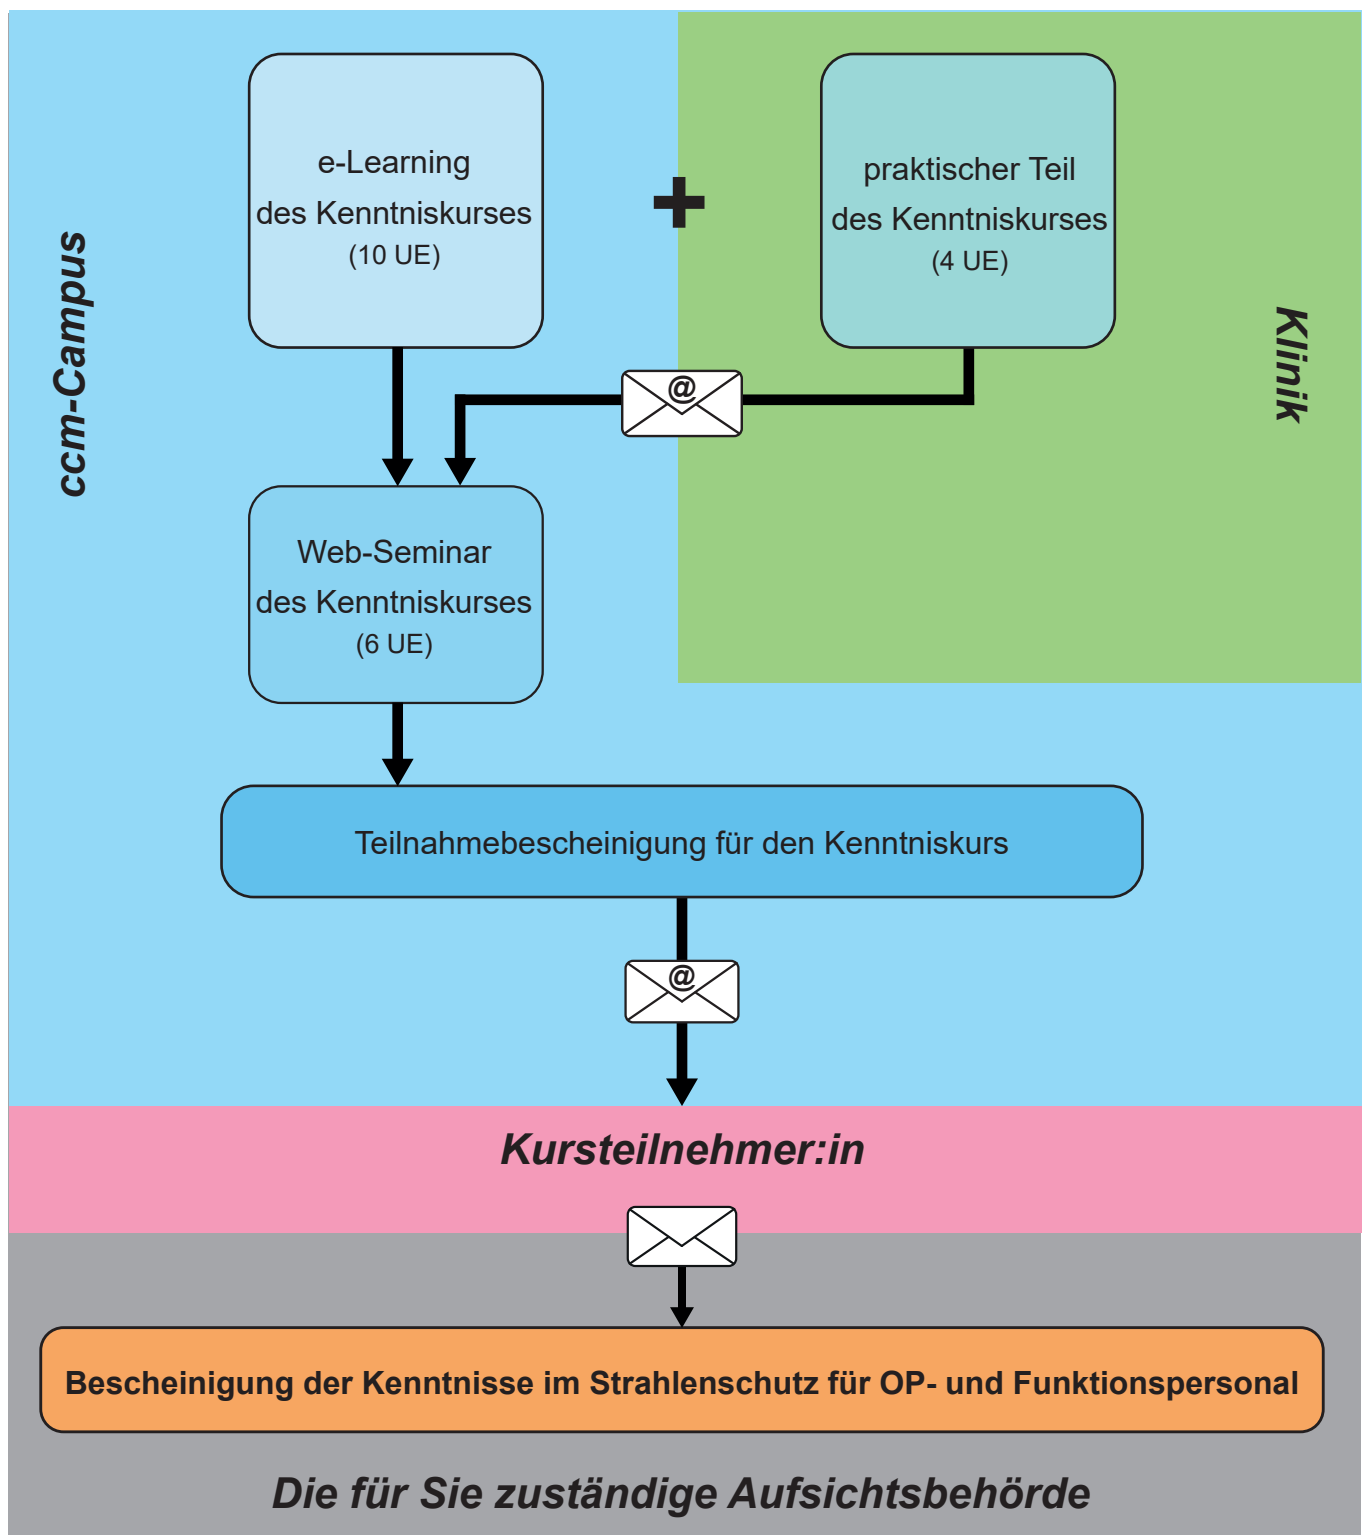 e-Learning
des Kenntniskurses
(10 UE)
praktischer Teil
des Kenntniskurses
(4 UE)
ccm-Campus
Klinik
@
Web-Seminar
des Kenntniskurses
(6 UE)
Teilnahmebescheinigung für den Kenntniskurs
@
Kursteilnehmer:in
Bescheinigung der Kenntnisse im Strahlenschutz für OP- und Funktionspersonal
Die für Sie zuständige Aufsichtsbehörde